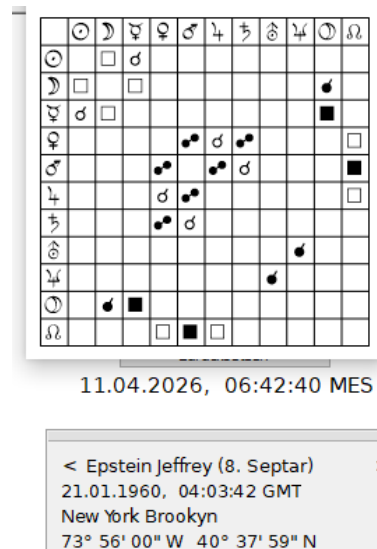 11.04.2026, 06:42:40 MES
< Epstein Jeffrey (8. Septar)
21.01.1960, 04:03:42 GMT
New York Brookyn
73° 56' 00" W 40° 37' 59" N